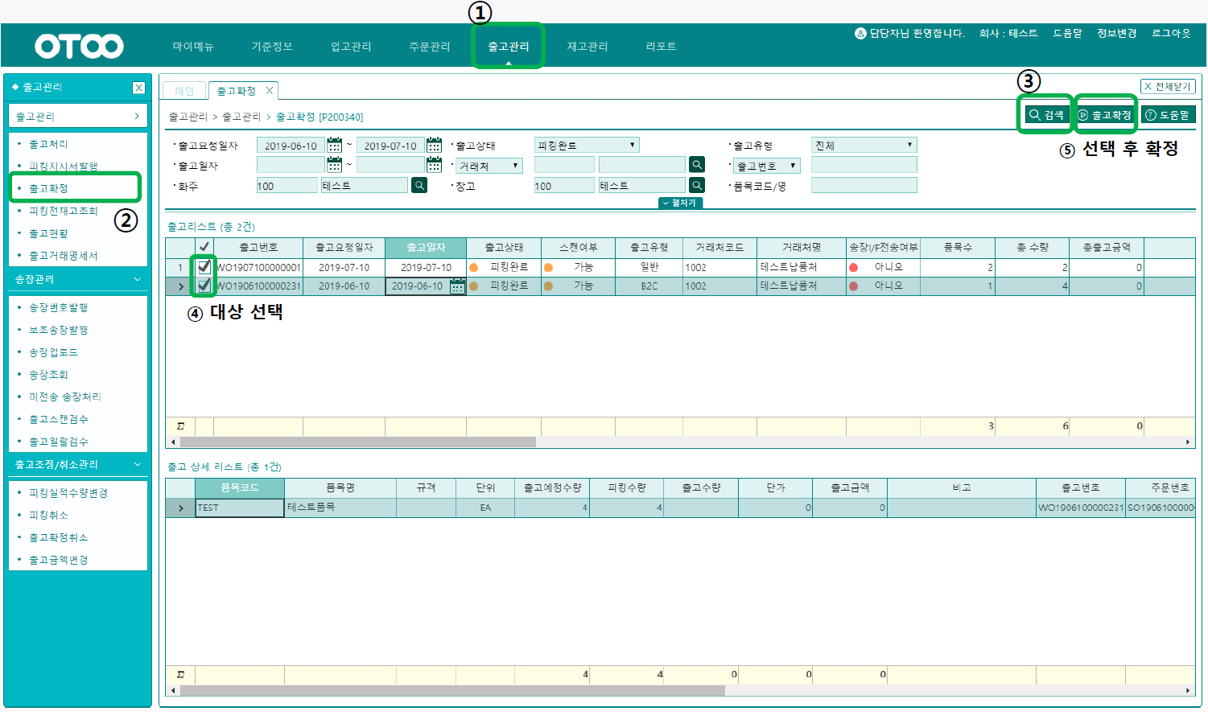 ①
OTOO 마이메뉴 기준정보 입고관리 주문관리 출고관리 재고관리 리포트 담당자님 환영합니다. 회사 : 테스트 도움말 정보변경 로그아웃
출고관리 X
출고관리 >
출고처리
피킹지시서발행
출고확정
②
피킹전재고조회
출고현황
출고거래명세서
송장관리
송장번호발행
보조송장발행
송장업로드
송장조회
미전송 송장처리
출고스캔검수
출고일괄검수
출고조정/취소관리
피킹실적수량변경
피킹취소
출고확정취소
출고금액변경
메인 출고확정 X X 전체닫기
③
출고관리 > 출고관리 > 출고확정 [P200340] 검색 출고확정 도움말
⑤ 선택 후 확정
출고요청일자 2019-06-10 ~ 2019-07-10 출고상태 피킹완료 출고유형 전체
출고일자 ~ 거래처 출고번호
화주 100 테스트 창고 100 테스트 품목코드/명
펼치기
출고리스트 (총 2건)
출고번호 출고요청일자 출고일자 출고상태 스캔여부 출고유형 거래처코드 거래처명 송장I/F전송여부 품목수 총 수량 총출고금액
1 WO1907100000001 2019-07-10 2019-07-10 피킹완료 가능 일반 1002 테스트납품처 아니오 2 2 0
> WO1906100000231 2019-06-10 2019-06-10 피킹완료 가능 B2C 1002 테스트납품처 아니오 1 4 0
④ 대상 선택
Σ 3 6 0
출고 상세 리스트 (총 1건)
품목코드 품목명 규격 단위 출고예정수량 피킹수량 출고수량 단가 출고금액 비고 출고번호 주문번호
> TEST 테스트품목 EA 4 4 0 0 WO1906100000231 SO19061000000
Σ 4 4 0 0 0